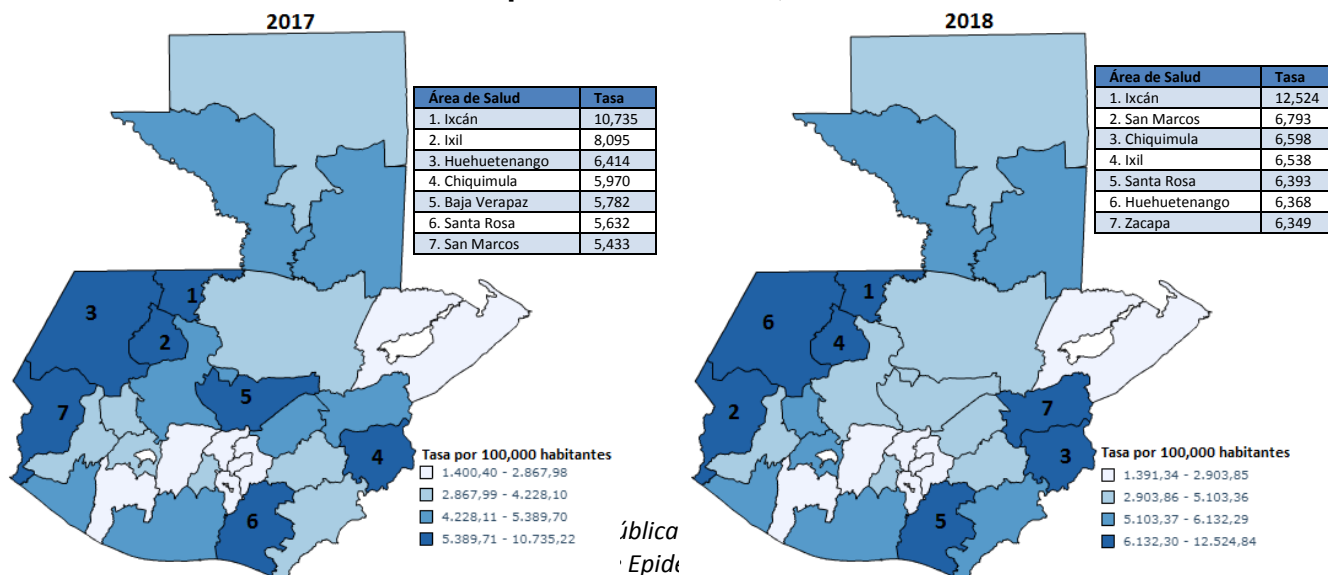 2017
Área de Salud Tasa
1. Ixcán 10,735
2. Ixil 8,095
3. Huehuetenango 6,414
4. Chiquimula 5,970
5. Baja Verapaz 5,782
6. Santa Rosa 5,632
7. San Marcos 5,433
1
3
2
5
7
4
6
Tasa por 100,000 habitantes
1.400,40 - 2.867,98
2.867,99 - 4.228,10
4.228,11 - 5.389,70
5.389,71 - 10.735,22
2018
Área de Salud Tasa
1. Ixcán 12,524
2. San Marcos 6,793
3. Chiquimula 6,598
4. Ixil 6,538
5. Santa Rosa 6,393
6. Huehuetenango 6,368
7. Zacapa 6,349
1
6
4
2
7
3
5
Tasa por 100,000 habitantes
1.391,34 - 2.903,85
2.903,86 - 5.103,36
5.103,37 - 6.132,29
6.132,30 - 12.524,84